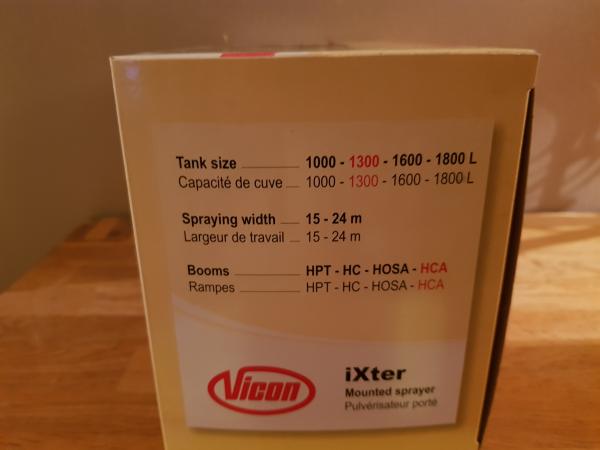 Tank size 1000 - 1300 - 1600 - 1800 L
Capacité de cuve 1000 - 1300 - 1600 - 1800 L
Spraying width 15 - 24 m
Largeur de travail 15 - 24 m
Booms HPT - HC - HOSA - HCA
Rampes HPT - HC - HOSA - HCA
Vicon
iXter
Mounted sprayer
Pulvérisateur porté